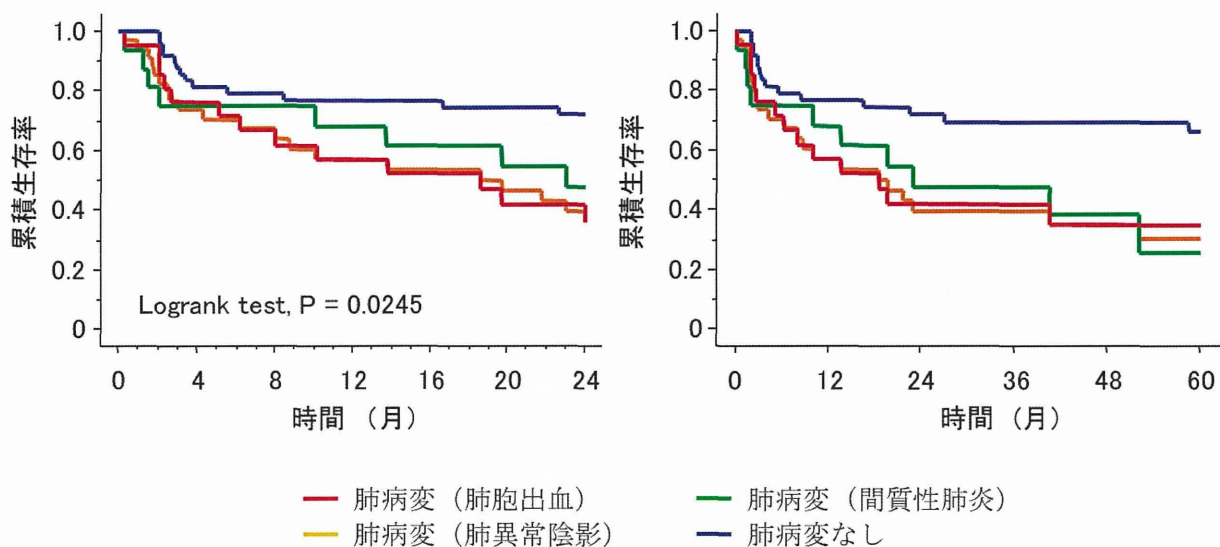 累積生存率
1.0
0.8
0.6
0.4
0.2
0
Logrank test, P = 0.0245
0 4 8 12 16 20 24
時間 （月）
累積生存率
1.0
0.8
0.6
0.4
0.2
0
0 12 24 36 48 60
時間 （月）
肺病変（肺胞出血）
肺病変（間質性肺炎）
肺病変（肺異常陰影）
肺病変なし